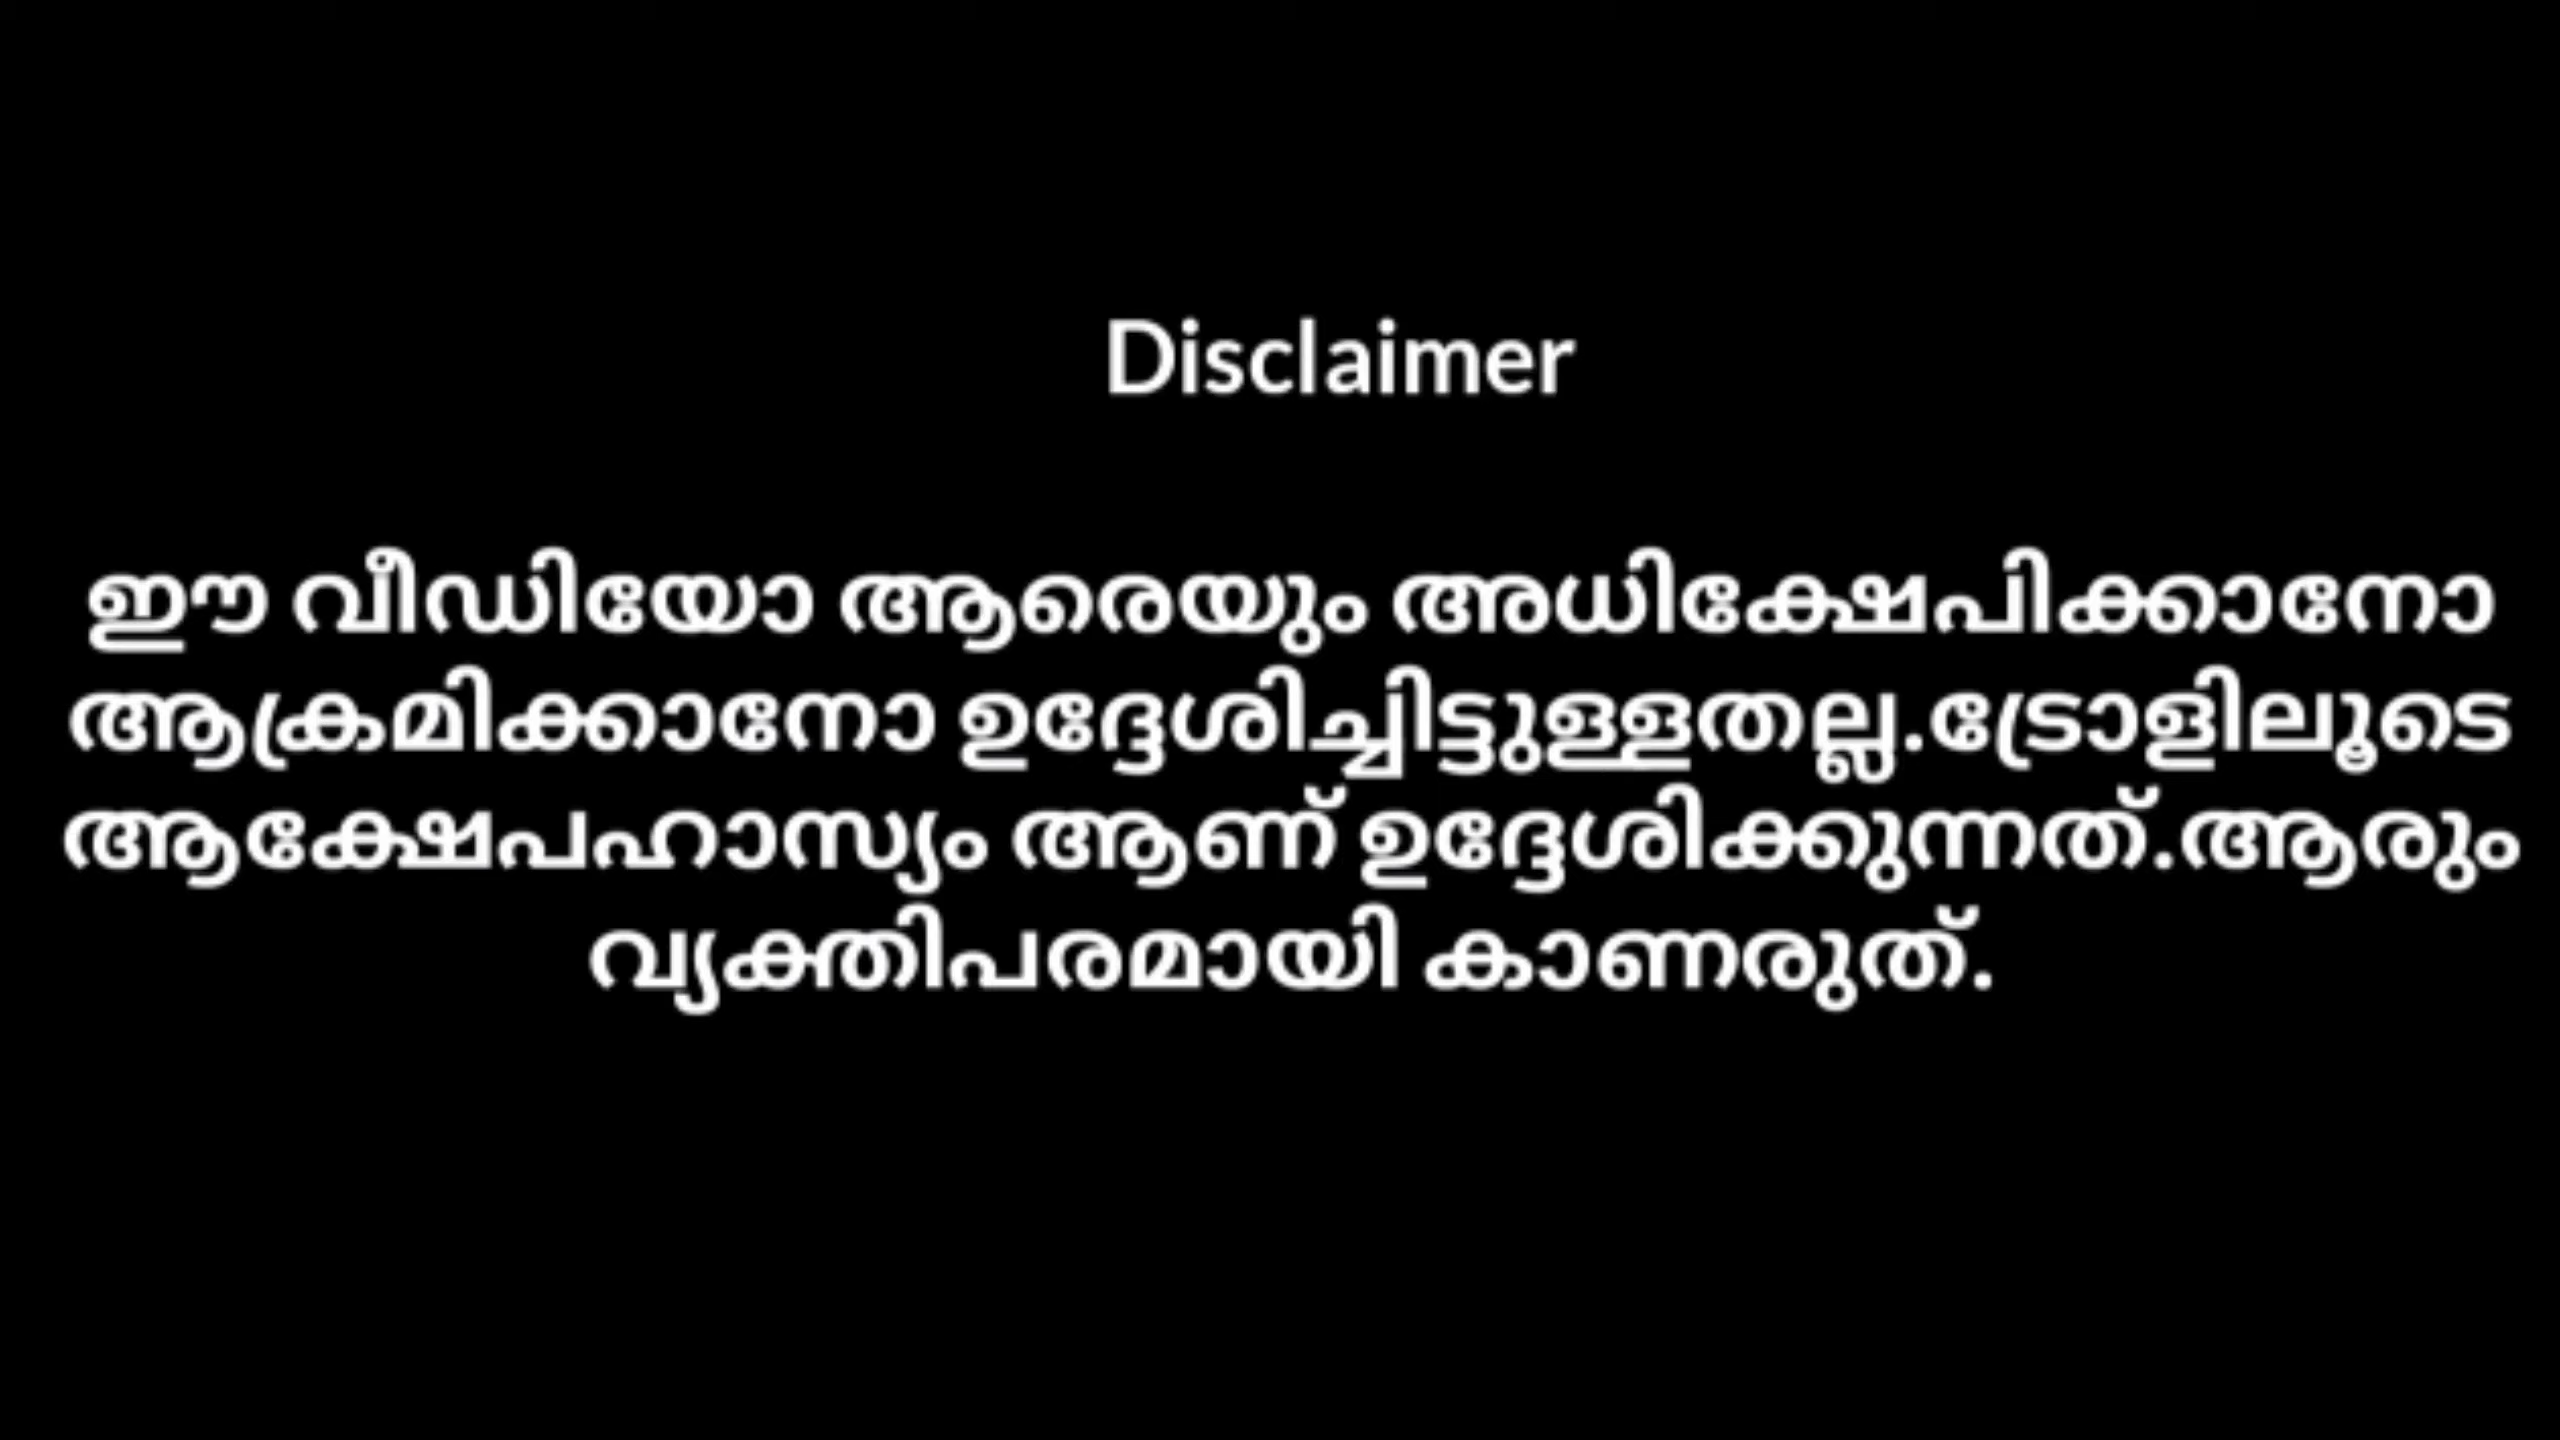 Disclaimer
ഈ വീഡിയോ ആരെയും അധിക്ഷേപിക്കാനോ
ആക്രമിക്കാനോ ഉദ്ദേശിച്ചിട്ടുള്ളതല്ല.ട്രോളിലൂടെ
ആക്ഷേപഹാസ്യം ആണ് ഉദ്ദേശിക്കുന്നത്.ആരും
വ്യക്തിപരമായി കാണരുത്.